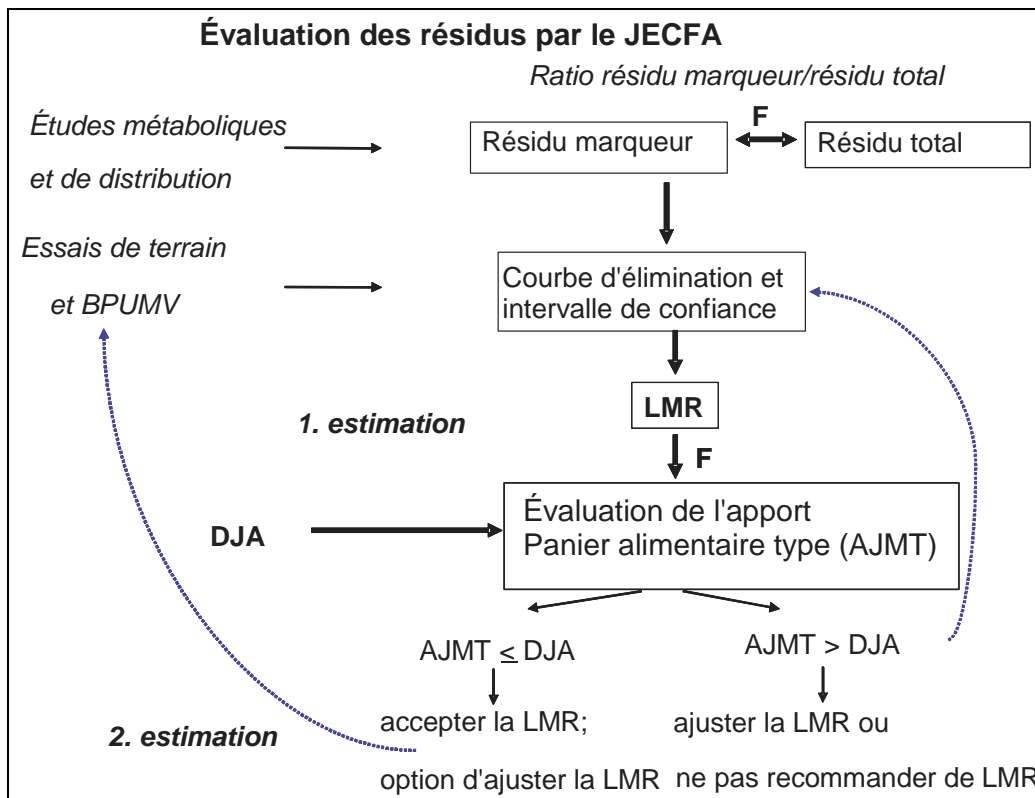 Évaluation des résidus par le JECFA
Ratio résidu marqueur/résidu total
Études métaboliques
et de distribution
F
Résidu marqueur
Résidu total
Essais de terrain
et BPUMV
Courbe d'élimination et
intervalle de confiance
LMR
1. estimation
F
DJA
Évaluation de l'apport
Panier alimentaire type (AJMT)
AJMT ≤ DJA
AJMT > DJA
2. estimation
accepter la LMR;
option d'ajuster la LMR
ajuster la LMR ou
ne pas recommander de LMR